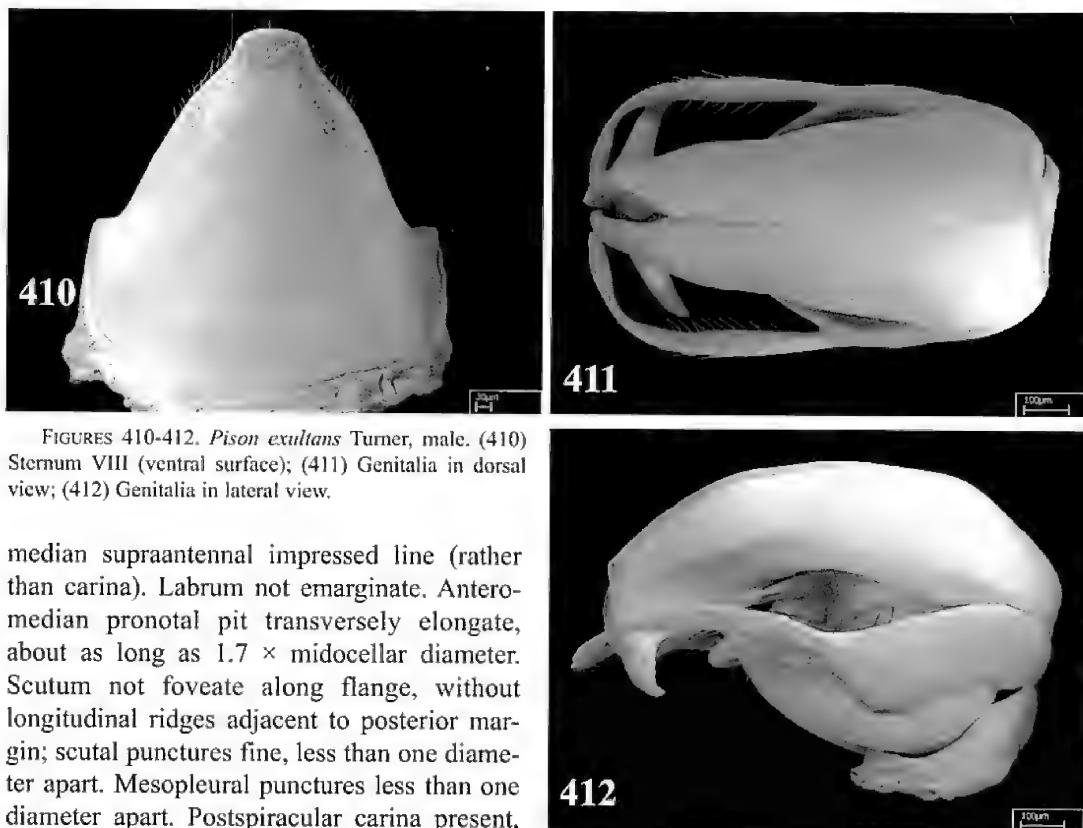 410
30µm
411
100µm
FIGURES 410-412. Pison exultans Turner, male. (410)
Sternum VIII (ventral surface); (411) Genitalia in dorsal
view; (412) Genitalia in lateral view.
median supraantennal impressed line (rather
than carina). Labrum not emarginate. Antero-
median pronotal pit transversely elongate,
about as long as 1.7 × midocellar diameter.
Scutum not foveate along flange, without
longitudinal ridges adjacent to posterior mar-
gin; scutal punctures fine, less than one diame-
ter apart. Mesopleural punctures less than one
diameter apart. Postspiracular carina present,
412
100µm